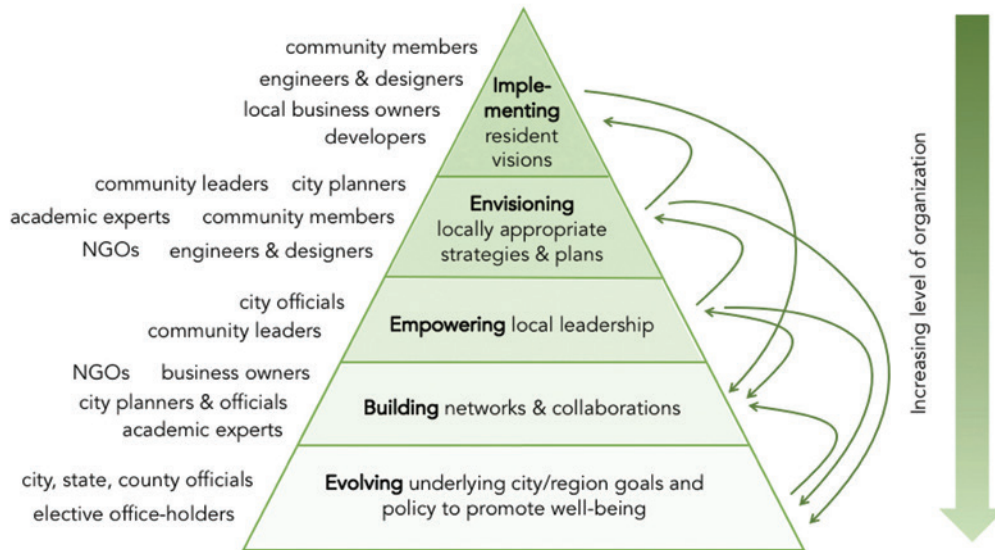 community members
engineers & designers
local business owners
developers
Imple-
menting
resident
visions
community leaders city planners
academic experts community members
NGOs engineers & designers
Envisioning
locally appropriate
strategies & plans
city officials
community leaders
Empowering local leadership
NGOs business owners
city planners & officials
academic experts
Building networks & collaborations
city, state, county officials
elective office-holders
Evolving underlying city/region goals and
policy to promote well-being
Increasing level of organization